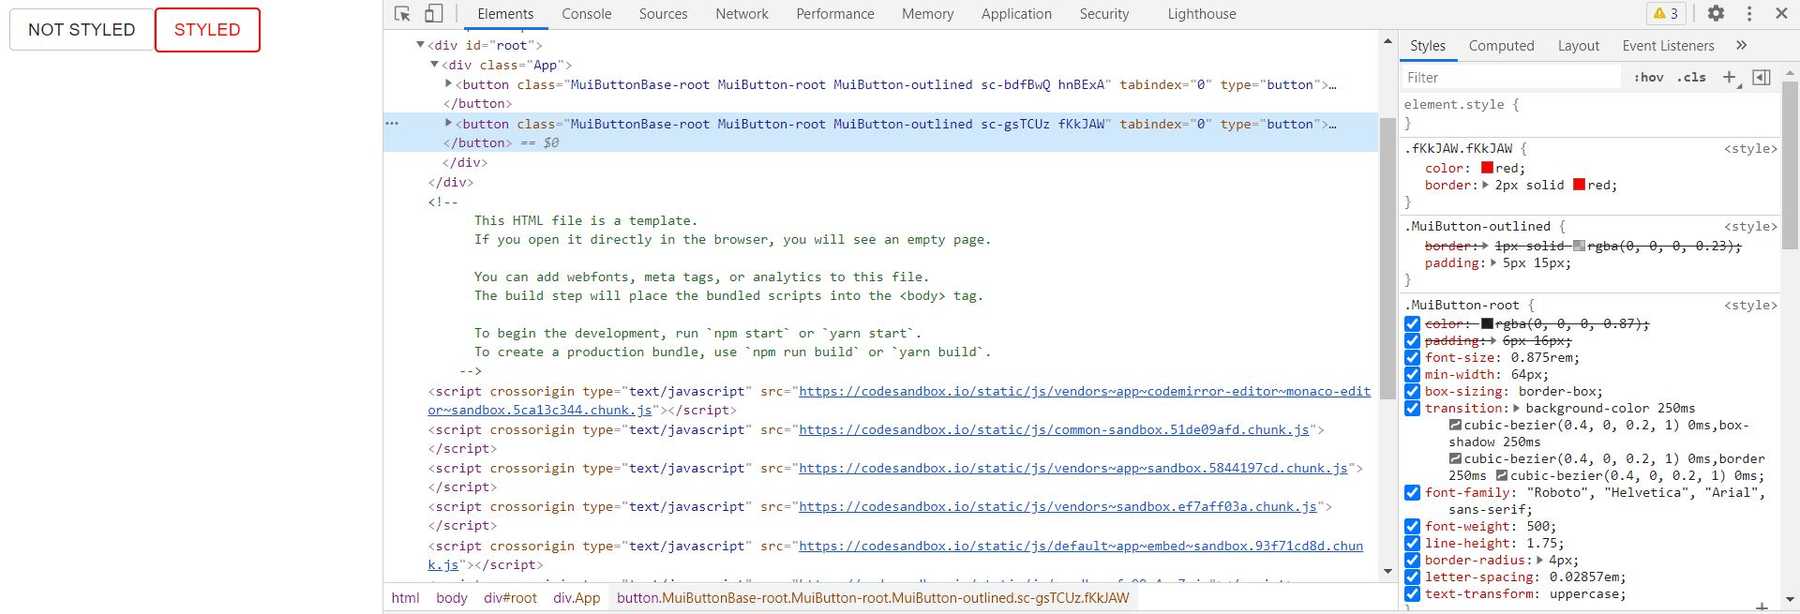 NOT STYLED STYLED
Elements Console Sources Network Performance Memory Application Security Lighthouse 3
<div id="root">
<div class="App">
<button class="MuiButtonBase-root MuiButton-root MuiButton-outlined sc-bdfBwQ hnBExA" tabindex="0" type="button">…
</button>
<button class="MuiButtonBase-root MuiButton-root MuiButton-outlined sc-gsTCUz fKkJAW" tabindex="0" type="button">…
</button> == $0
</div>
</div>
<!--
This HTML file is a template.
If you open it directly in the browser, you will see an empty page.
You can add webfonts, meta tags, or analytics to this file.
The build step will place the bundled scripts into the <body> tag.
To begin the development, run `npm start` or `yarn start`.
To create a production bundle, use `npm run build` or `yarn build`.
-->
<script crossorigin type="text/javascript" src="https://codesandbox.io/static/js/vendors~app~codemirror-editor~monaco-edit
or~sandbox.5ca13c344.chunk.js"></script>
<script crossorigin type="text/javascript" src="https://codesandbox.io/static/js/common-sandbox.51de09afd.chunk.js">
</script>
<script crossorigin type="text/javascript" src="https://codesandbox.io/static/js/vendors~app~sandbox.5844197cd.chunk.js">
</script>
<script crossorigin type="text/javascript" src="https://codesandbox.io/static/js/vendors~sandbox.ef7aff03a.chunk.js">
</script>
<script crossorigin type="text/javascript" src="https://codesandbox.io/static/js/default~app~embed~sandbox.93f71cd8d.chun
k.js"></script>
html body div#root div.App button.MuiButtonBase-root.MuiButton-root.MuiButton-outlined.sc-gsTCUz.fKkJAW
Styles Computed Layout Event Listeners »
Filter :hov .cls +
element.style {
}
.fKkJAW.fKkJAW { <style>
color: red;
border: 2px solid red;
}
.MuiButton-outlined { <style>
border: 1px solid rgba(0, 0, 0, 0.23);
padding: 5px 15px;
}
.MuiButton-root { <style>
color: rgba(0, 0, 0, 0.87);
padding: 6px 16px;
font-size: 0.875rem;
min-width: 64px;
box-sizing: border-box;
transition: background-color 250ms
cubic-bezier(0.4, 0, 0.2, 1) 0ms,box-
shadow 250ms
cubic-bezier(0.4, 0, 0.2, 1) 0ms,border
250ms cubic-bezier(0.4, 0, 0.2, 1) 0ms;
font-family: "Roboto", "Helvetica", "Arial",
sans-serif;
font-weight: 500;
line-height: 1.75;
border-radius: 4px;
letter-spacing: 0.02857em;
text-transform: uppercase;